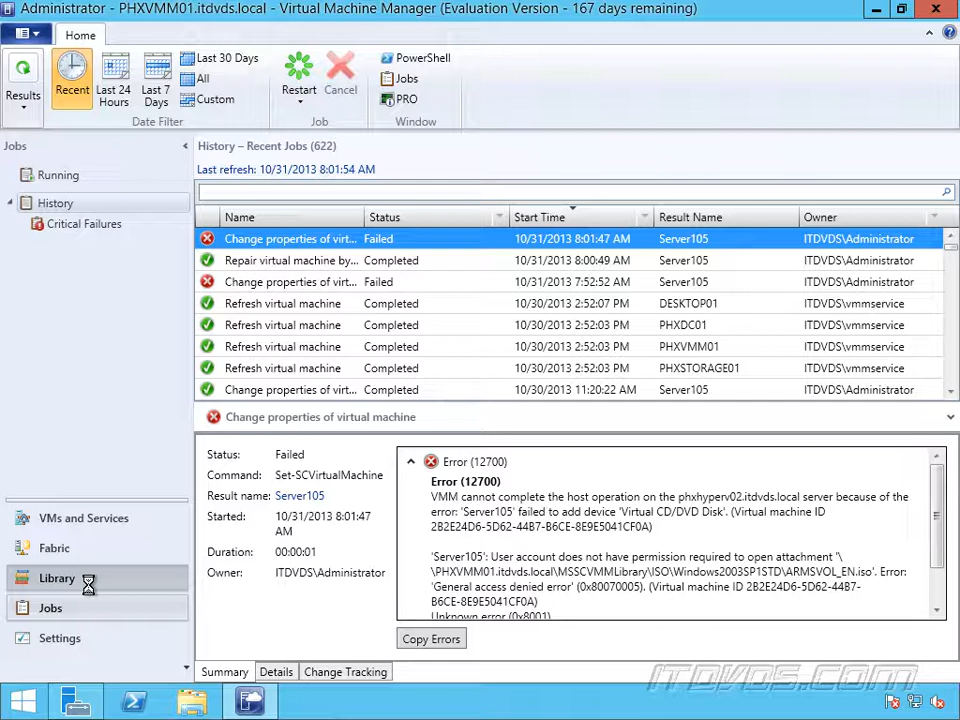 Administrator - PHXVMM01.itdvds.local - Virtual Machine Manager (Evaluation Version - 167 days remaining)
Home
Results
Recent
Last 24 Hours
Last 7 Days
Last 30 Days
All
Custom
Date Filter
Restart
Cancel
Job
PowerShell
Jobs
PRO
Window
Jobs
Running
History
Critical Failures
History – Recent Jobs (622)
Last refresh: 10/31/2013 8:01:54 AM
Name Status Start Time Result Name Owner
Change properties of virt... Failed 10/31/2013 8:01:47 AM Server105 ITDVDS\Administrator
Repair virtual machine by... Completed 10/31/2013 8:00:49 AM Server105 ITDVDS\Administrator
Change properties of virt... Failed 10/31/2013 7:52:52 AM Server105 ITDVDS\Administrator
Refresh virtual machine Completed 10/30/2013 2:52:07 PM DESKTOP01 ITDVDS\vmmservice
Refresh virtual machine Completed 10/30/2013 2:52:03 PM PHXDC01 ITDVDS\vmmservice
Refresh virtual machine Completed 10/30/2013 2:52:03 PM PHXVMM01 ITDVDS\vmmservice
Refresh virtual machine Completed 10/30/2013 2:52:03 PM PHXSTORAGE01 ITDVDS\vmmservice
Change properties of virt... Completed 10/30/2013 11:20:22 AM Server105 ITDVDS\Administrator
Change properties of virtual machine
Status: Failed
Command: Set-SCVirtualMachine
Result name: Server105
Started: 10/31/2013 8:01:47 AM
Duration: 00:00:01
Owner: ITDVDS\Administrator
Error (12700)
Error (12700)
VMM cannot complete the host operation on the phxhyperv02.itdvds.local server because of the
error: 'Server105' failed to add device 'Virtual CD/DVD Disk'. (Virtual machine ID
2B2E24D6-5D62-44B7-B6CE-8E9E5041CF0A)
'Server105': User account does not have permission required to open attachment '\
\PHXVMM01.itdvds.local\MSSCVMMLibrary\ISO\Windows2003SP1STD\ARMSVOL_EN.iso'. Error:
'General access denied error' (0x80070005). (Virtual machine ID 2B2E24D6-5D62-44B7-
B6CE-8E9E5041CF0A)
Unknown error (0x8001)
Copy Errors
Summary Details Change Tracking
VMs and Services
Fabric
Library
Jobs
Settings
ITDVDS.COM